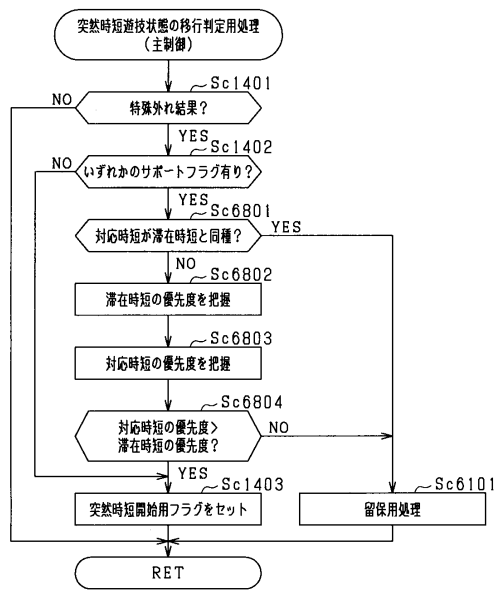 突然時短遊技状態の移行判定用処理
(主制御)
Sc1401
NO
特殊外れ結果?
YES
Sc1402
NO
いずれかのサポートフラグ有り?
YES
Sc6801
対応時短が滞在時短と同種?
YES
NO
Sc6802
滞在時短の優先度を把握
Sc6803
対応時短の優先度を把握
Sc6804
対応時短の優先度>
滞在時短の優先度?
NO
YES
Sc1403
突然時短開始用フラグをセット
Sc6101
留保用処理
RET